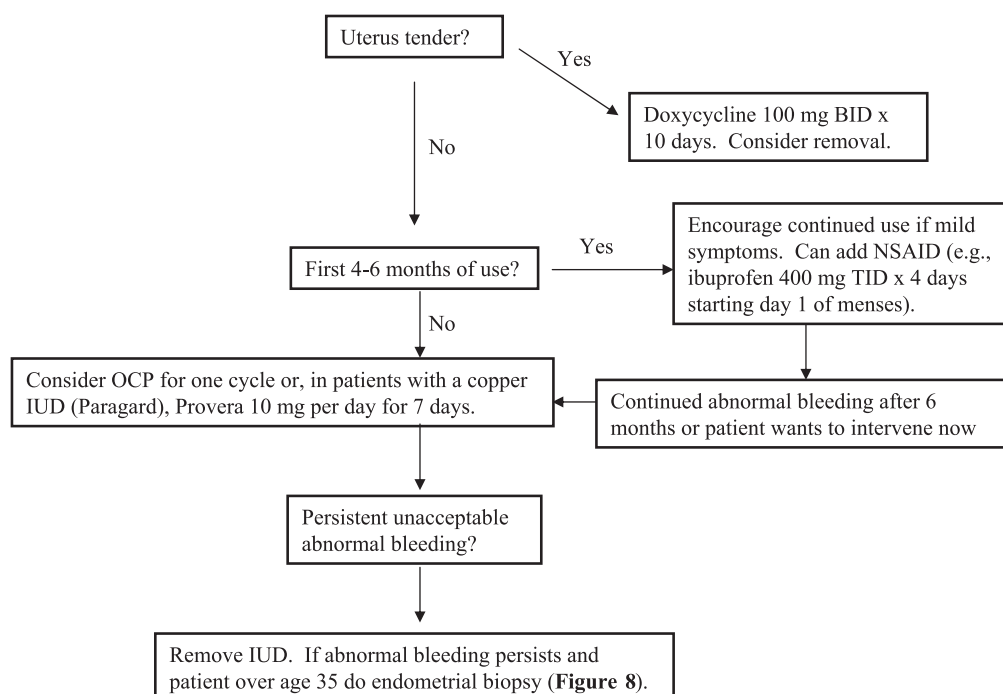 Uterus tender?
Yes
Doxycycline 100 mg BID x
10 days.  Consider removal.
No
Encourage continued use if mild
symptoms.  Can add NSAID (e.g.,
ibuprofen 400 mg TID x 4 days
starting day 1 of menses).
First 4-6 months of use?
Yes
No
Consider OCP for one cycle or, in patients with a copper
IUD (Paragard), Provera 10 mg per day for 7 days.
Continued abnormal bleeding after 6
months or patient wants to intervene now
Persistent unacceptable
abnormal bleeding?
Remove IUD.  If abnormal bleeding persists and
patient over age 35 do endometrial biopsy (Figure 8).